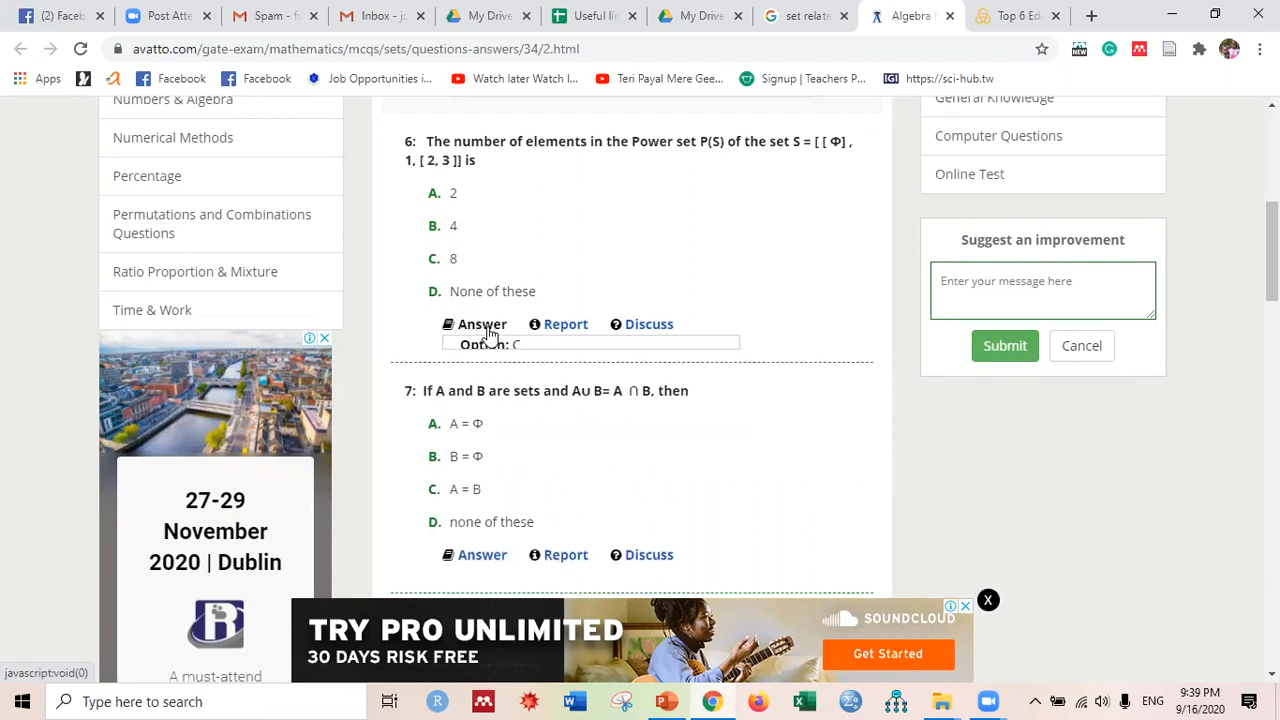 (2) Faceb
Post Atte
Spam - f
Inbox - j
My Drive
Useful lin
My Drive
set relate
Algebra
Top 6 Edu
avatto.com/gate-exam/mathematics/mcqs/sets/questions-answers/34/2.html
Apps
Facebook
Facebook
Job Opportunities i...
Watch later Watch l...
Teri Payal Mere Gee...
Signup | Teachers P...
https://sci-hub.tw
Numbers & Algebra
Numerical Methods
Percentage
Permutations and Combinations
Questions
Ratio Proportion & Mixture
Time & Work
27-29
November
2020 | Dublin
A must-attend
6: The number of elements in the Power set P(S) of the set S = [ [ Φ] ,
1, [ 2, 3 ]] is
A. 2
B. 4
C. 8
D. None of these
Answer Report Discuss
Option: C
7: If A and B are sets and A∪ B= A ∩ B, then
A. A = Φ
B. B = Φ
C. A = B
D. none of these
Answer Report Discuss
General Knowledge
Computer Questions
Online Test
Suggest an improvement
Enter your message here
Submit Cancel
X
TRY PRO UNLIMITED
30 DAYS RISK FREE
SOUNDCLOUD
Get Started
javascript:void(0)
Type here to search
ENG
9:39 PM
9/16/2020